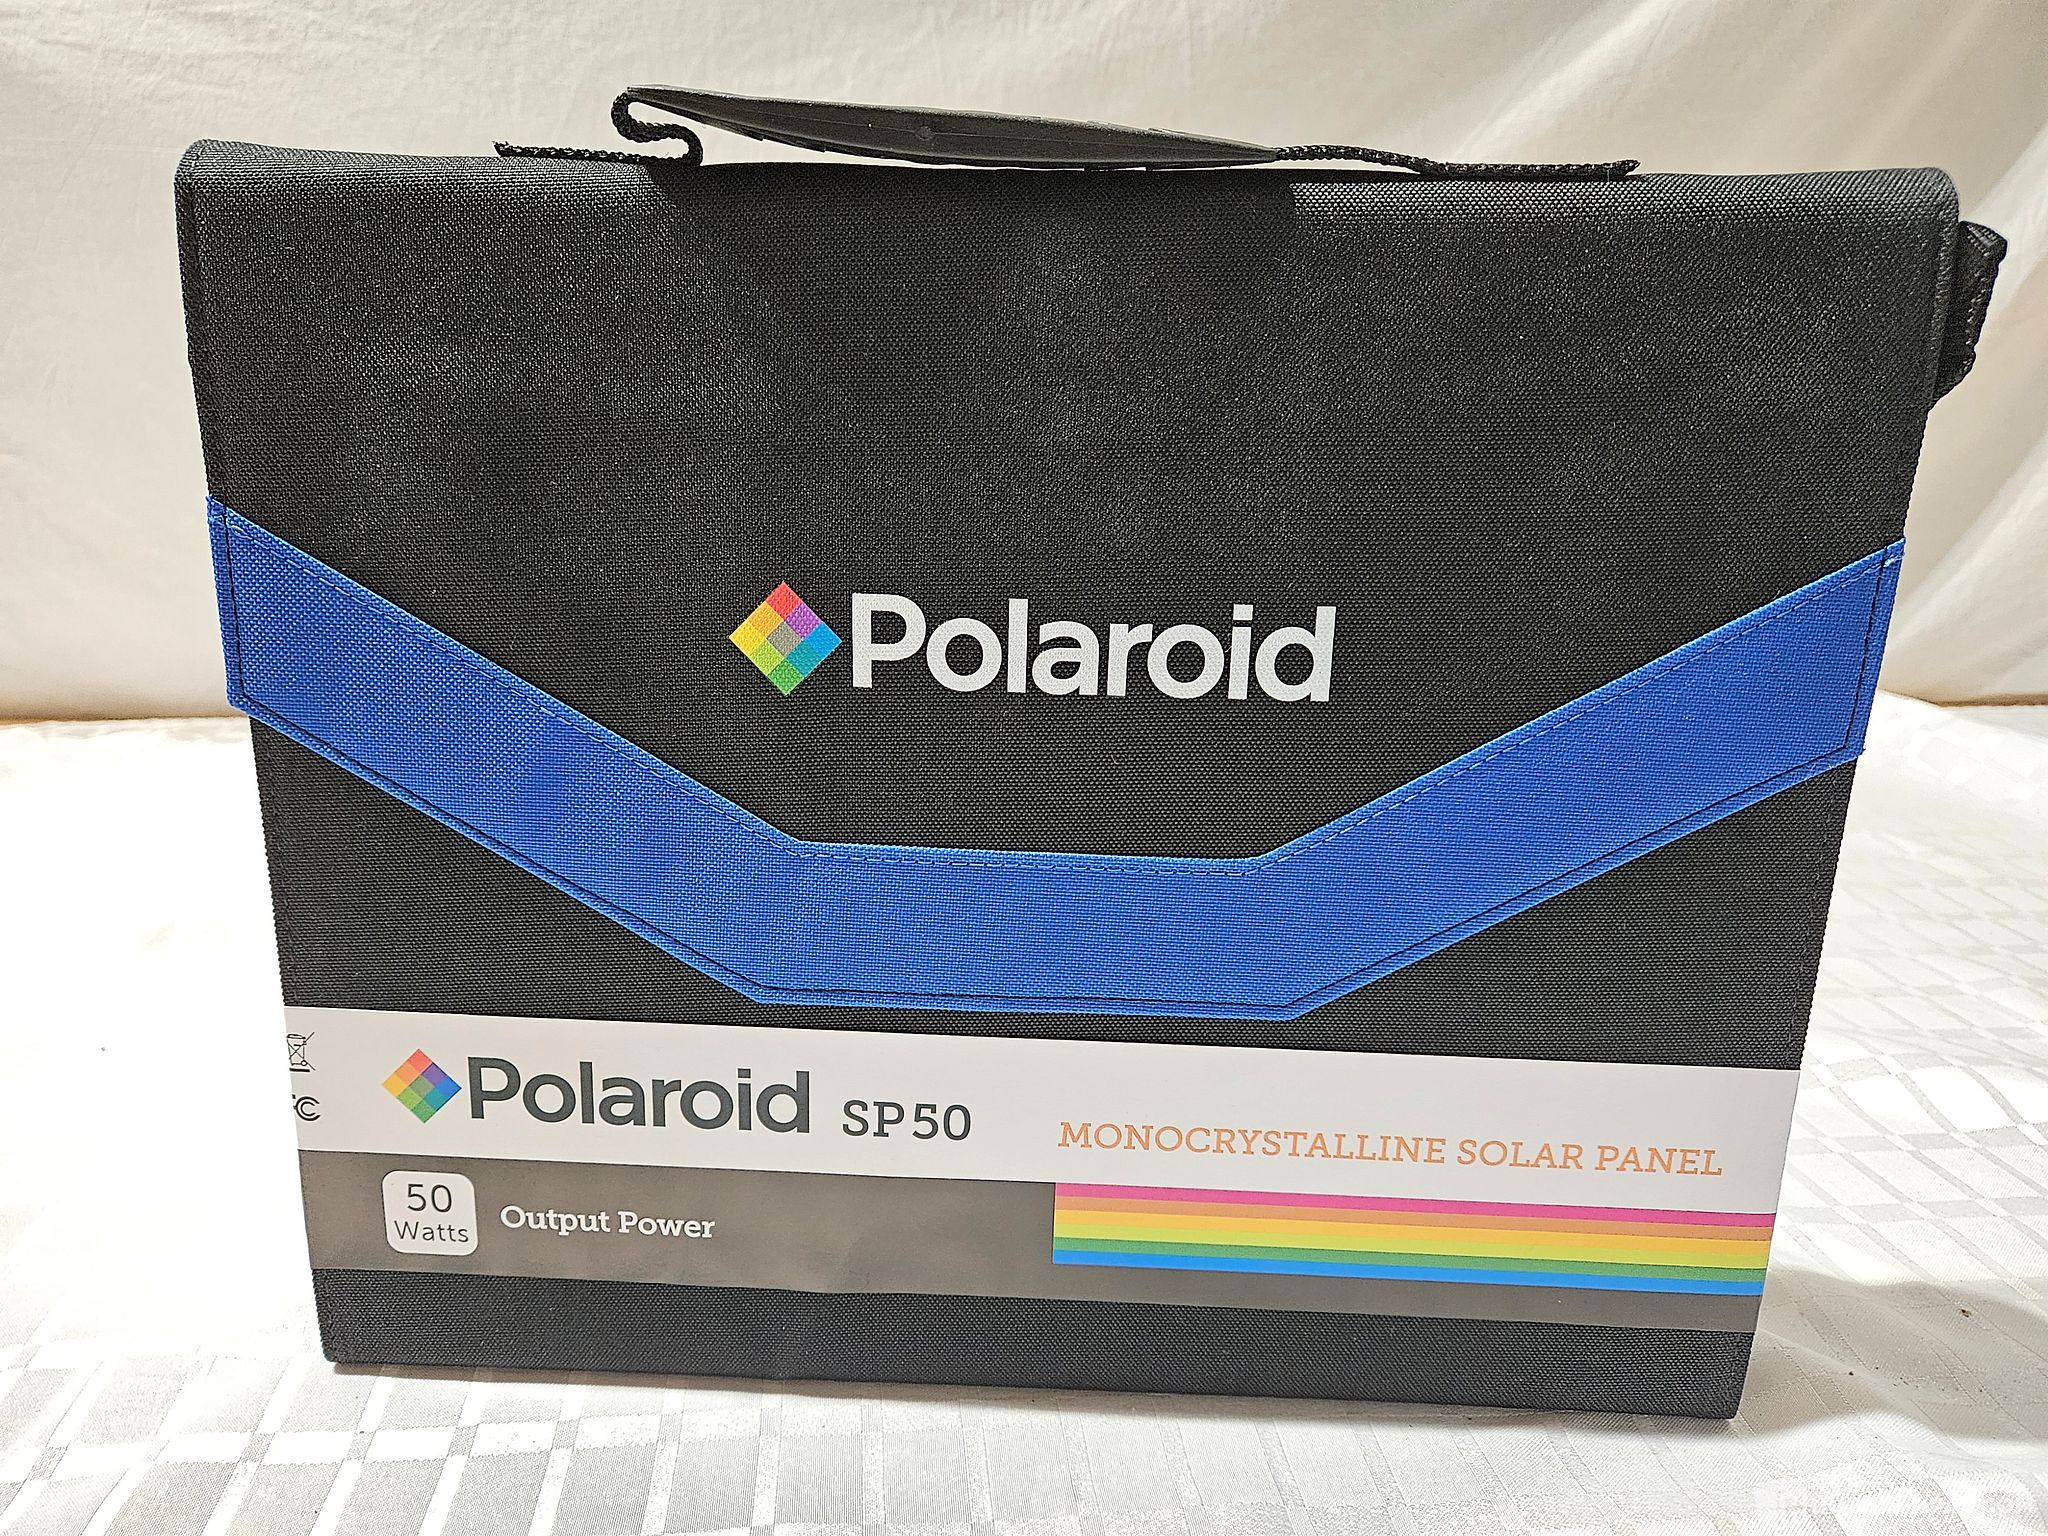 Polaroid
Polaroid SP50
MONOCRYSTALLINE SOLAR PANEL
50
Watts
Output Power